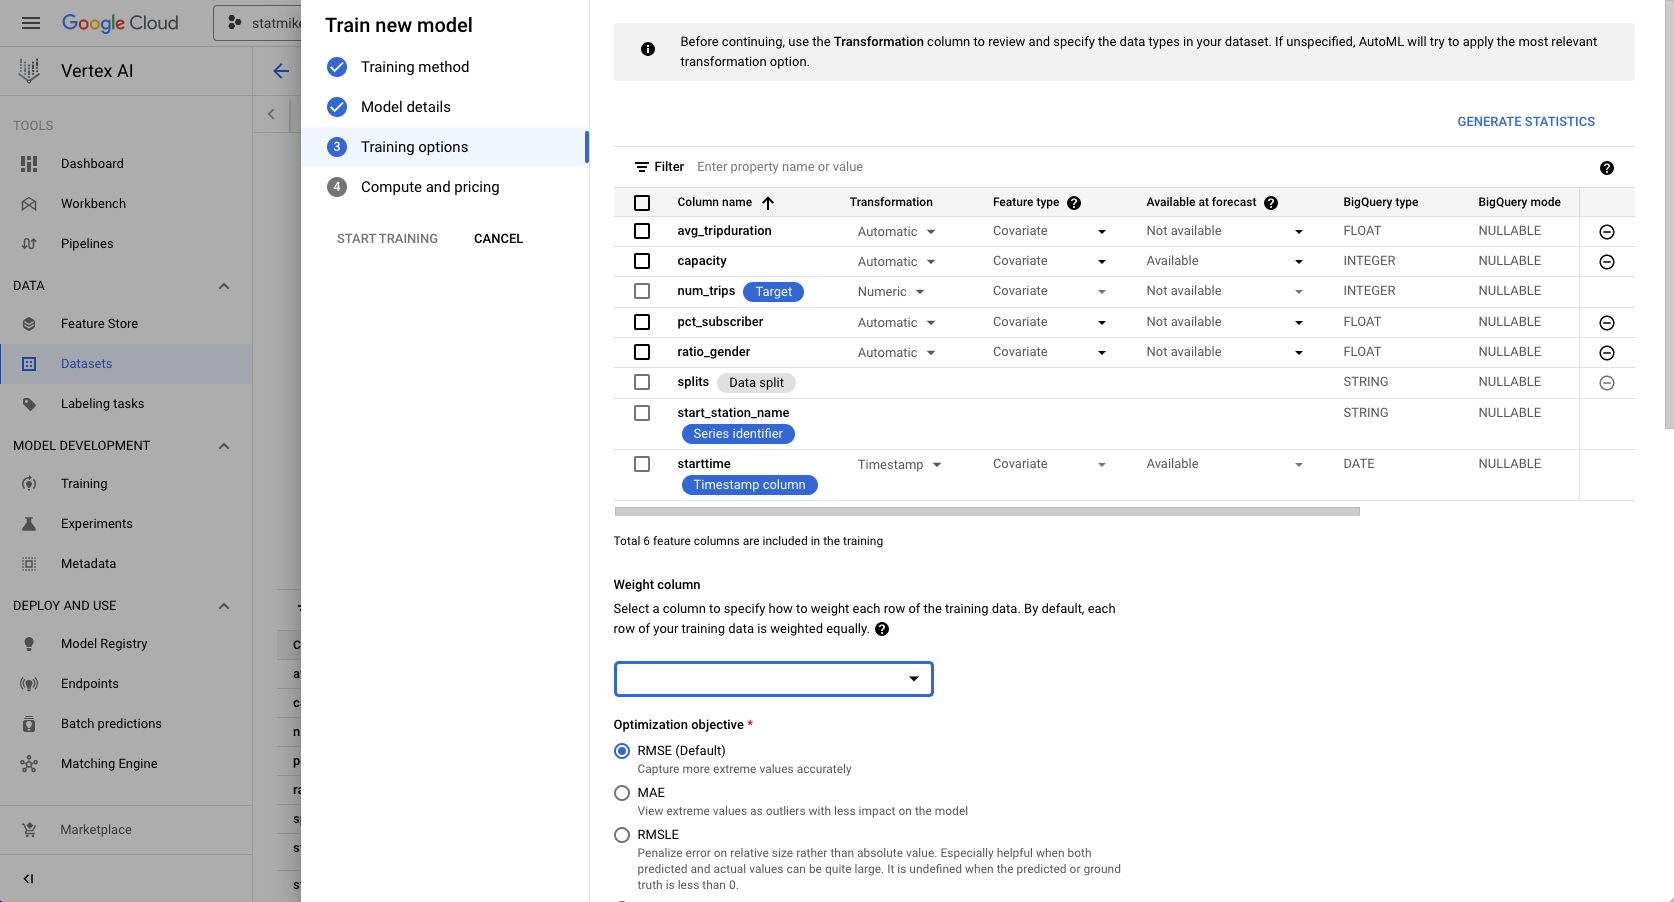 Google Cloud
statmike
Vertex AI
TOOLS
Dashboard
Workbench
Pipelines
DATA
Feature Store
Datasets
Labeling tasks
MODEL DEVELOPMENT
Training
Experiments
Metadata
DEPLOY AND USE
Model Registry
Endpoints
Batch predictions
Matching Engine
Marketplace
Train new model
Training method
Model details
3 Training options
4 Compute and pricing
START TRAINING CANCEL
Before continuing, use the Transformation column to review and specify the data types in your dataset. If unspecified, AutoML will try to apply the most relevant
transformation option.
GENERATE STATISTICS
Filter Enter property name or value
Column name Transformation Feature type Available at forecast BigQuery type BigQuery mode
avg_tripduration Automatic Covariate Not available FLOAT NULLABLE
capacity Automatic Covariate Available INTEGER NULLABLE
num_trips Target Numeric Covariate Not available INTEGER NULLABLE
pct_subscriber Automatic Covariate Not available FLOAT NULLABLE
ratio_gender Automatic Covariate Not available FLOAT NULLABLE
splits Data split STRING NULLABLE
start_station_name STRING NULLABLE
Series identifier
starttime Timestamp Covariate Available DATE NULLABLE
Timestamp column
Total 6 feature columns are included in the training
Weight column
Select a column to specify how to weight each row of the training data. By default, each
row of your training data is weighted equally.
Optimization objective *
RMSE (Default)
Capture more extreme values accurately
MAE
View extreme values as outliers with less impact on the model
RMSLE
Penalize error on relative size rather than absolute value. Especially helpful when both
predicted and actual values can be quite large. It is undefined when the predicted or ground
truth is less than 0.